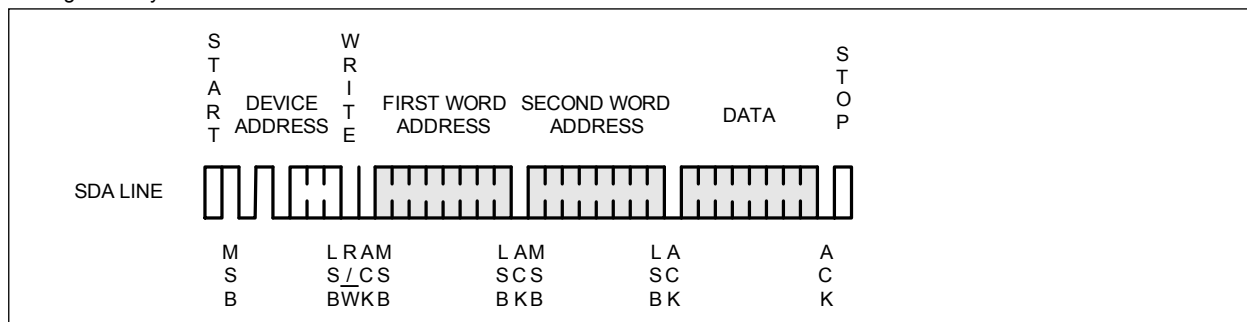 START
WRITE
STOP
DEVICE
ADDRESS
FIRST WORD
ADDRESS
SECOND WORD
ADDRESS
DATA
SDA LINE
MSB
LSB
R/W
ACK
MSB
LSB
ACK
MSB
LSB
ACK
ACK